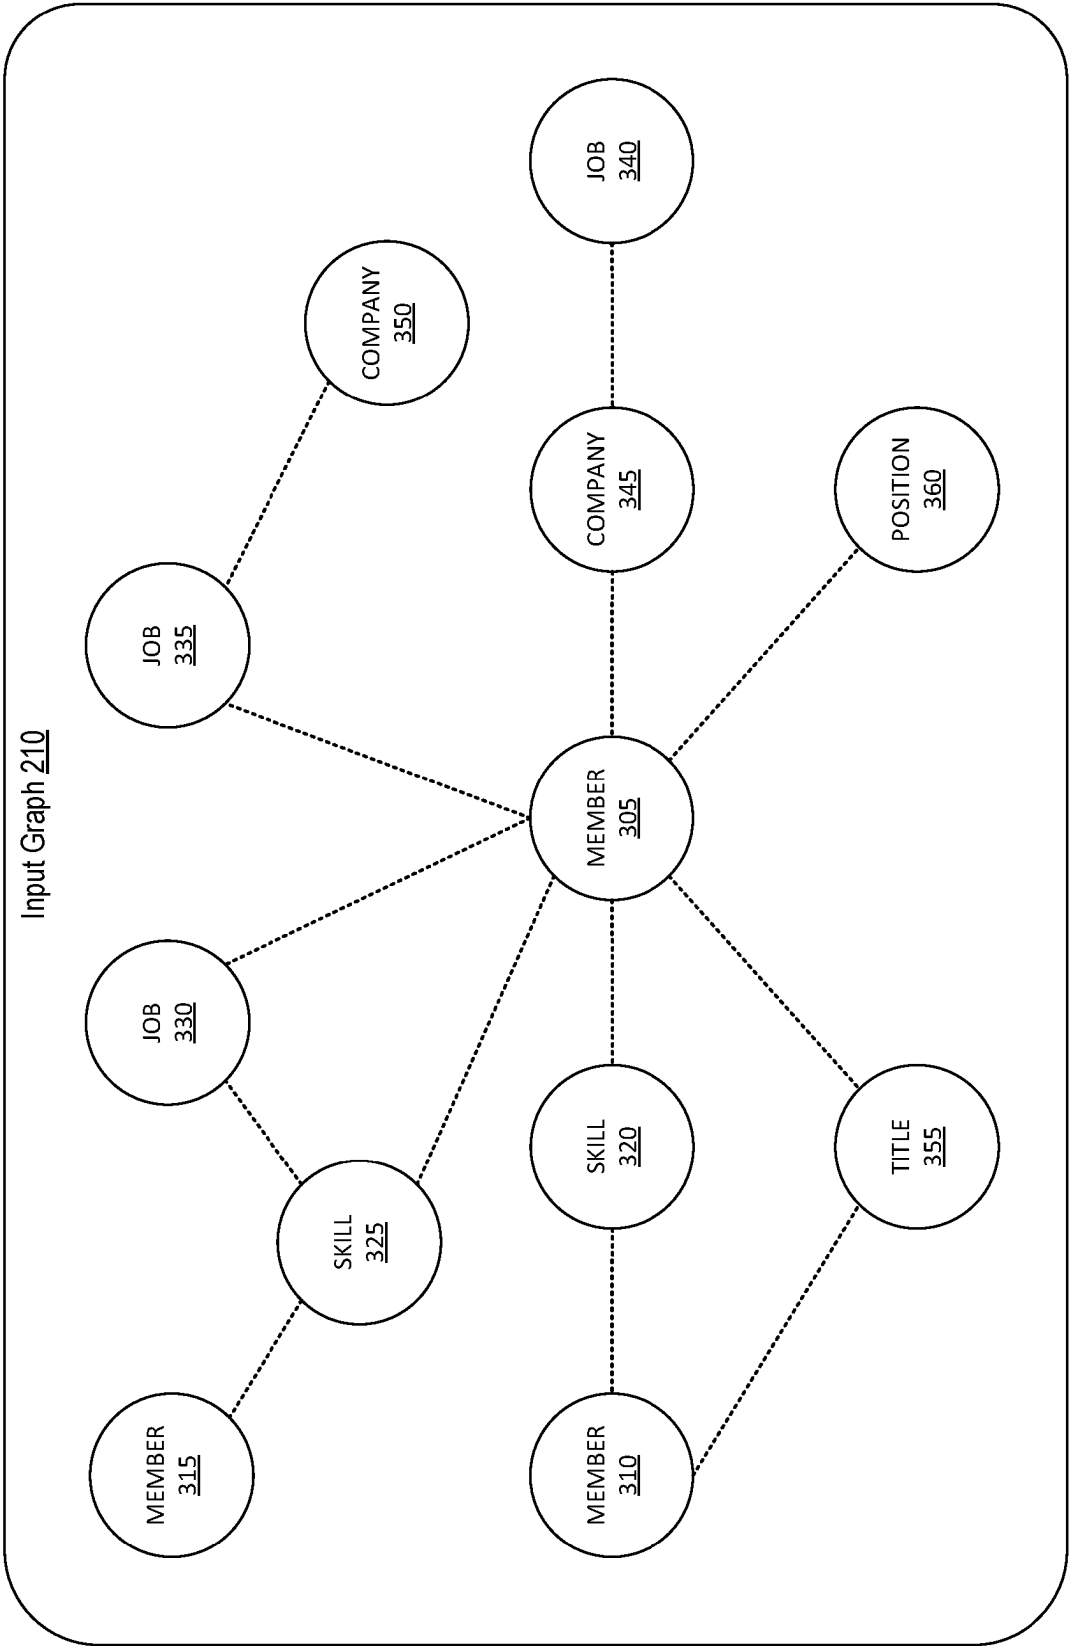 Input Graph 210
MEMBER
315
JOB
330
JOB
335
SKILL
325
COMPANY
350
MEMBER
310
SKILL
320
MEMBER
305
COMPANY
345
JOB
340
TITLE
355
POSITION
360